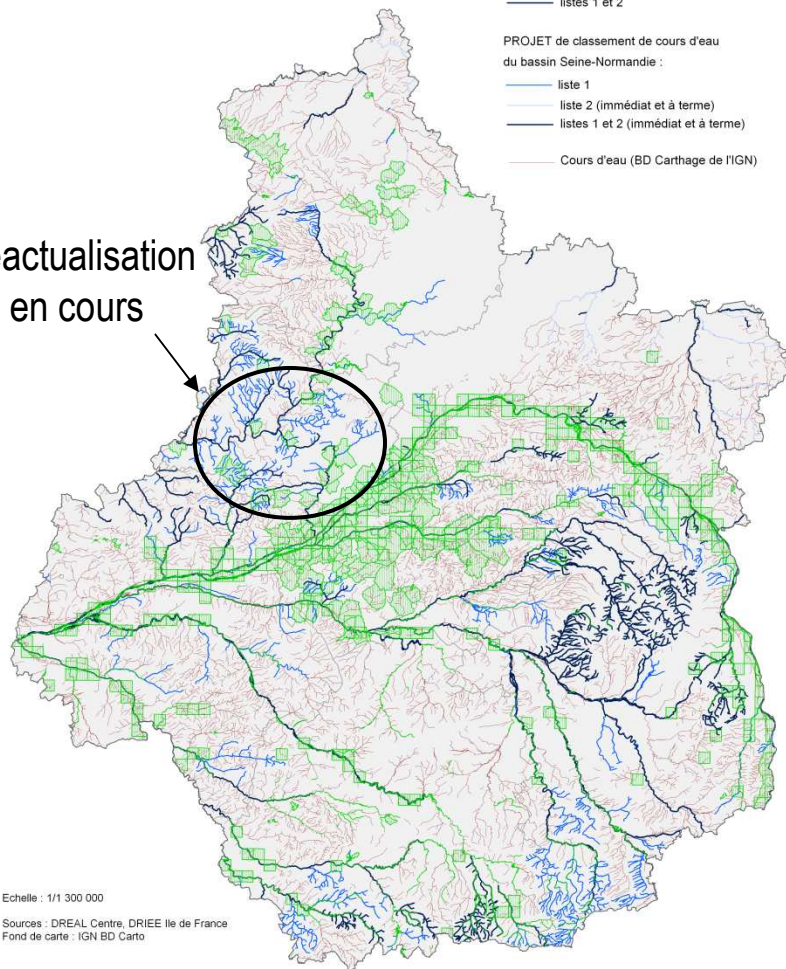 listes 1 et 2
PROJET de classement de cours d'eau
du bassin Seine-Normandie :
liste 1
liste 2 (immédiat et à terme)
listes 1 et 2 (immédiat et à terme)
Cours d'eau (BD Carthage de l'IGN)
actualisation
en cours
Echelle : 1/1 300 000
Sources : DREAL Centre, DRIEE Ile de France
Fond de carte : IGN BD Carto